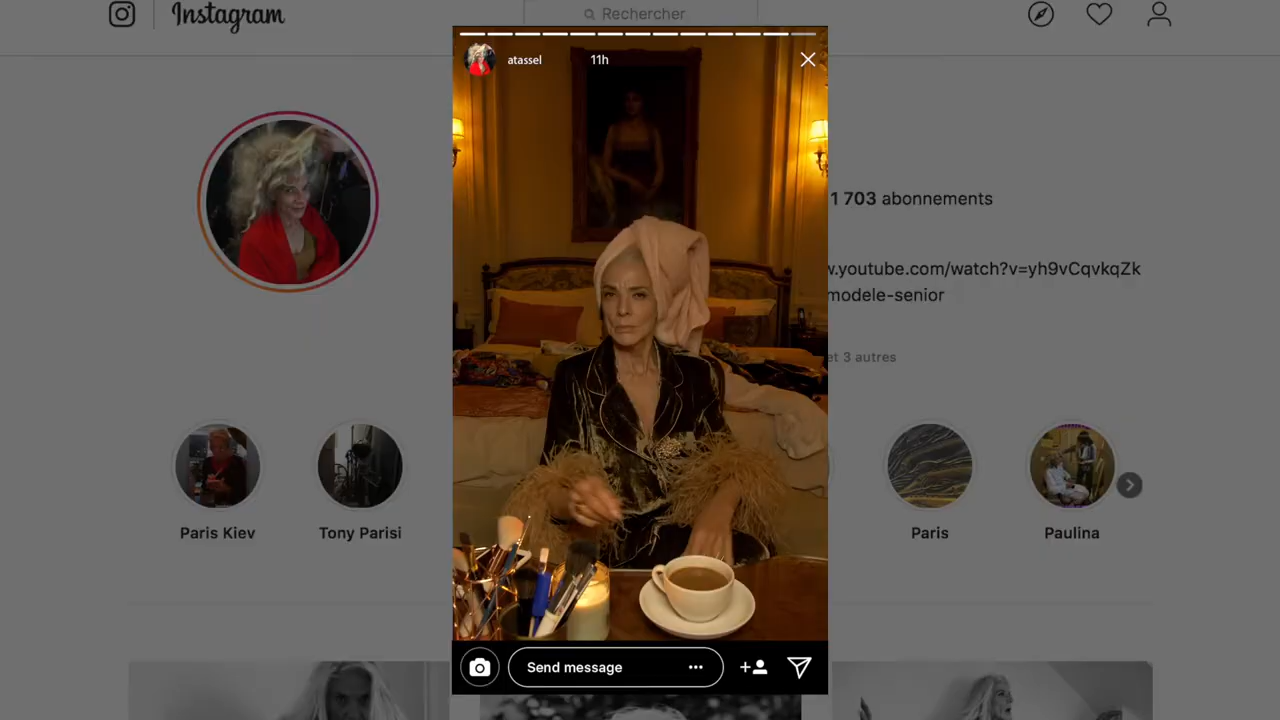 Instagram
Rechercher
atassel 11h
1 703 abonnements
w.youtube.com/watch?v=yh9vCqvkqZk
modele-senior
et 3 autres
Paris Kiev
Tony Parisi
Paris
Paulina
Send message